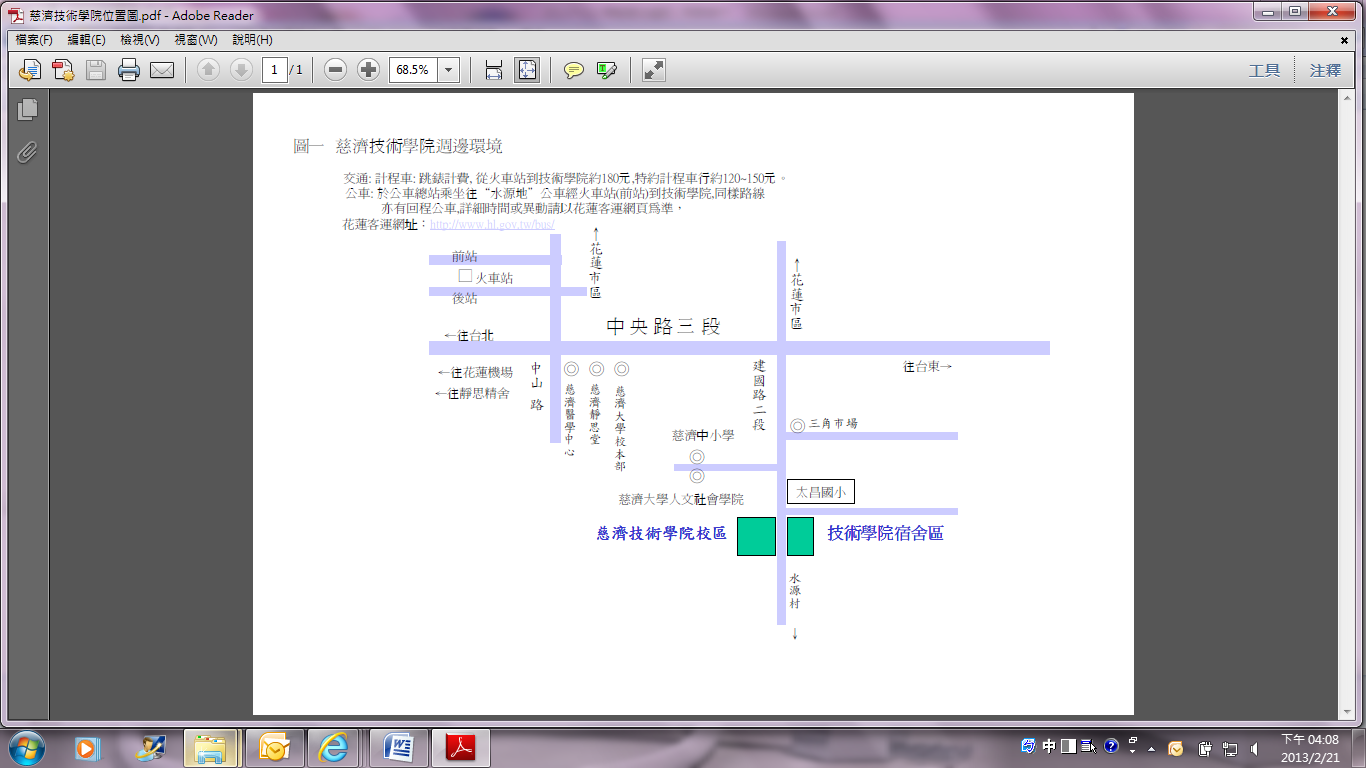 慈濟技術學院位置圖.pdf - Adobe Reader
檔案(F) 編輯(E) 檢視(V) 視窗(W) 說明(H)
1 / 1 68.5% 工具 注釋
圖一 慈濟技術學院週邊環境
交通: 計程車: 跳錶計費, 從火車站到技術學院約180元,特約計程車行約120~150元。
公車: 於公車總站乘坐往“水源地”公車經火車站(前站)到技術學院,同樣路線
亦有回程公車,詳細時間或異動請以花蓮客運網頁為準，
花蓮客運網址：http://www.hl.gov.tw/bus/
前站
火車站
後站
↑花蓮市區
↑花蓮市區
中央路三段
←往台北
←往花蓮機場
←往靜思精舍
中山路
◎慈濟醫學中心
◎慈濟靜思堂
◎慈濟大學校本部
建國路二段
往台東→
◎三角市場
慈濟中小學
◎
◎
慈濟大學人文社會學院
太昌國小
慈濟技術學院校區
技術學院宿舍區
水源村↓
中
下午 04:08
2013/2/21